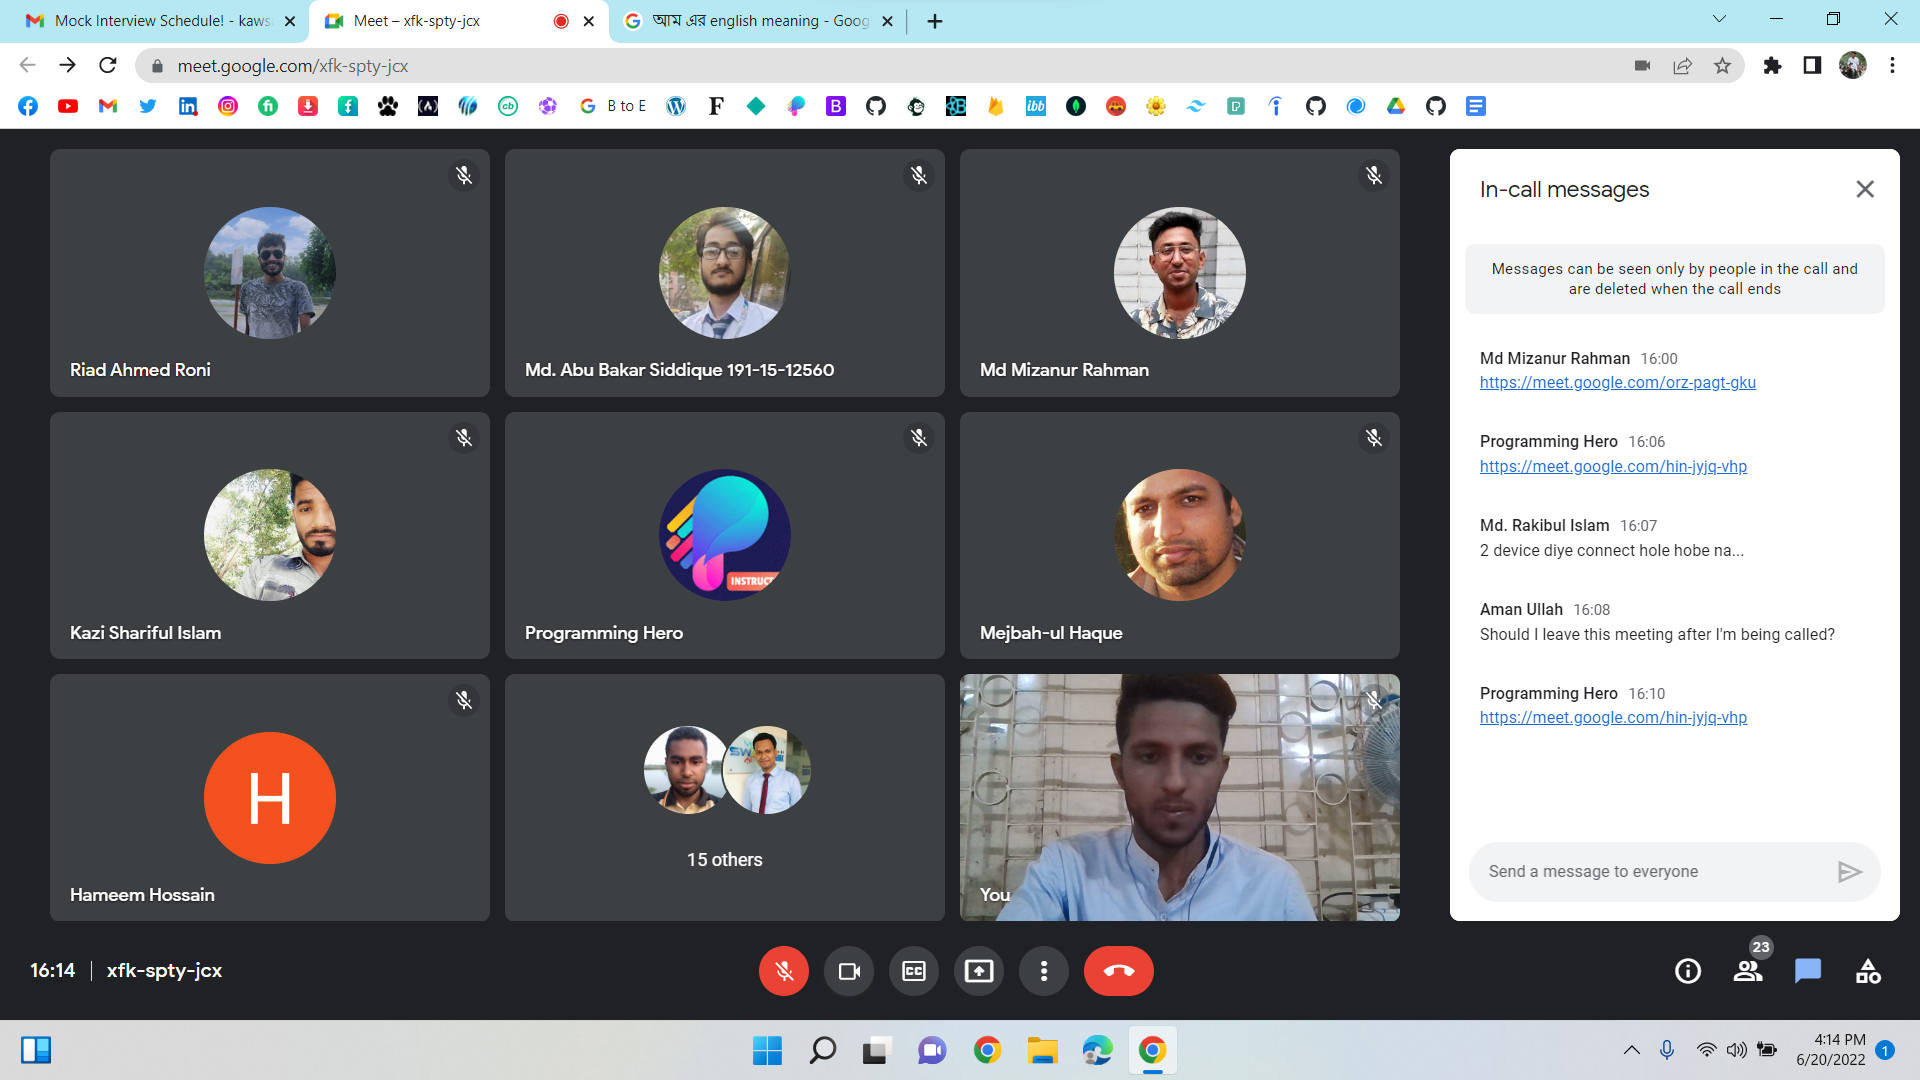 Mock Interview Schedule! - kaws
Meet – xfk-spty-jcx
আম এর english meaning - Goog
meet.google.com/xfk-spty-jcx
B to E
Riad Ahmed Roni
Md. Abu Bakar Siddique 191-15-12560
Md Mizanur Rahman
Kazi Shariful Islam
INSTRUCT
Programming Hero
Mejbah-ul Haque
H
Hameem Hossain
15 others
You
In-call messages
Messages can be seen only by people in the call and
are deleted when the call ends
Md Mizanur Rahman 16:00
https://meet.google.com/orz-pagt-gku
Programming Hero 16:06
https://meet.google.com/hin-jyjq-vhp
Md. Rakibul Islam 16:07
2 device diye connect hole hobe na...
Aman Ullah 16:08
Should I leave this meeting after I'm being called?
Programming Hero 16:10
https://meet.google.com/hin-jyjq-vhp
Send a message to everyone
16:14 | xfk-spty-jcx
CC
23
4:14 PM
6/20/2022
1